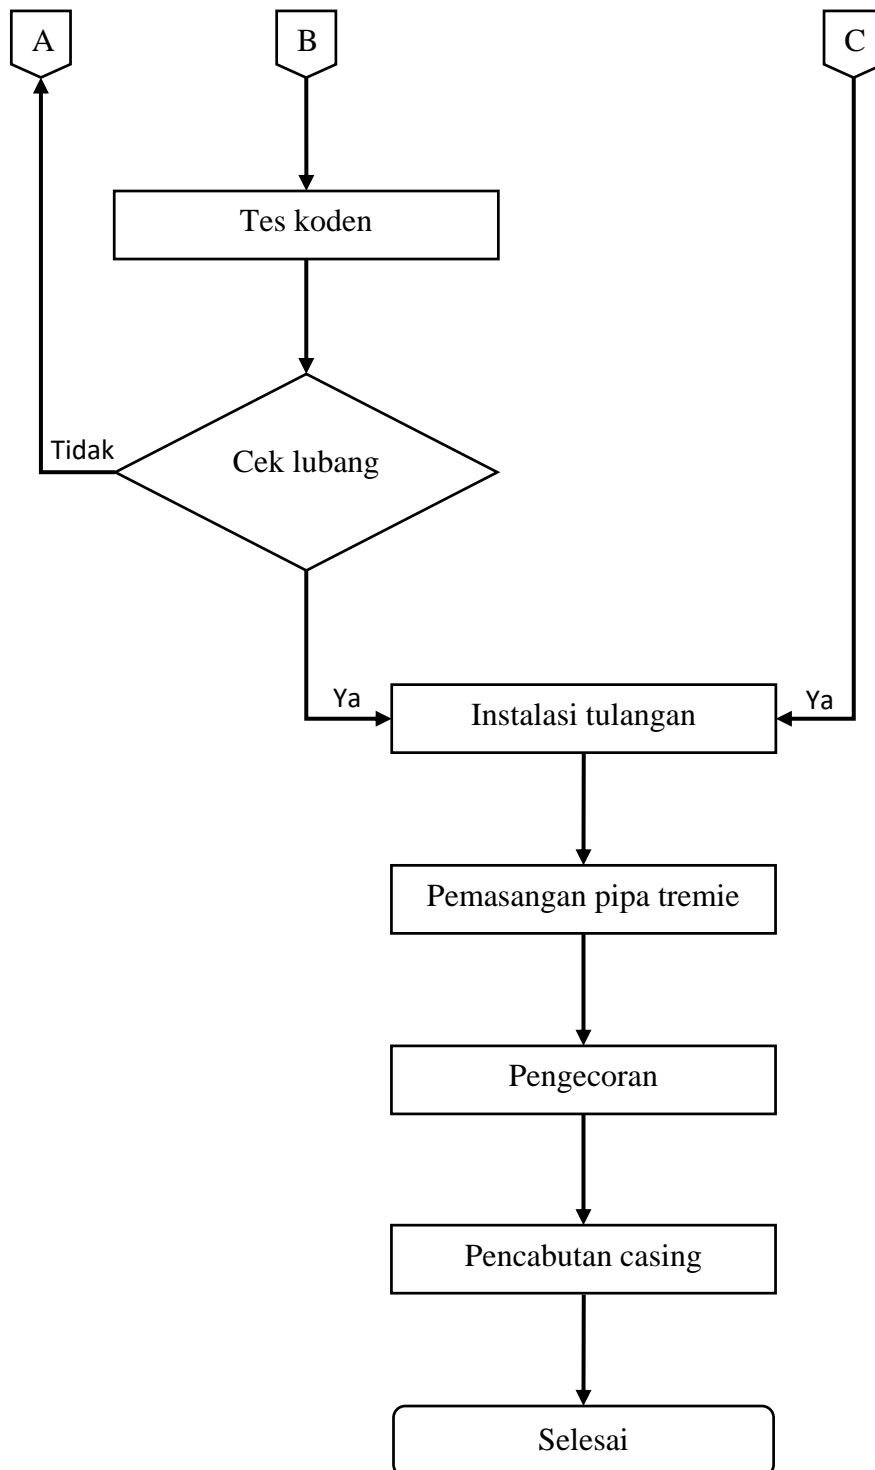 A
B
C
Tes koden
Tidak
Cek lubang
Ya
Instalasi tulangan
Ya
Pemasangan pipa tremie
Pengecoran
Pencabutan casing
Selesai